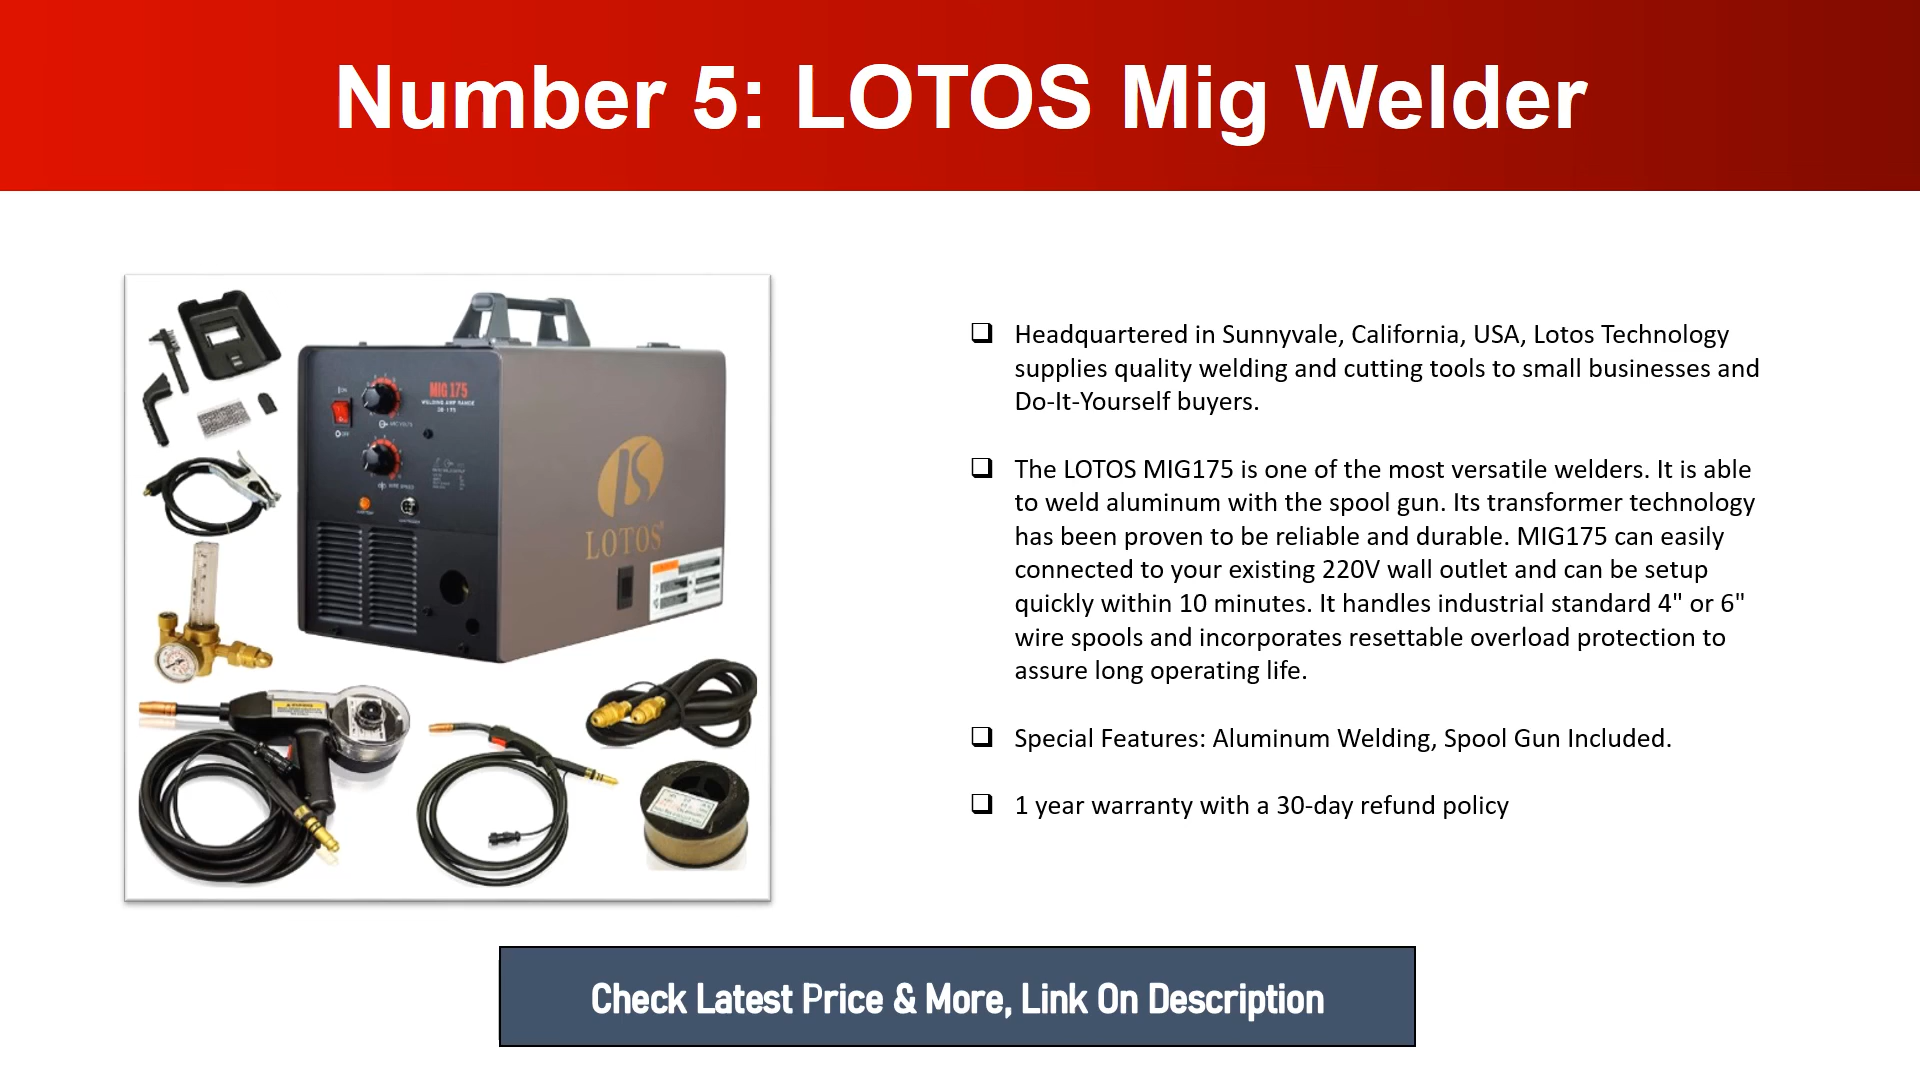 Number 5: LOTOS Mig Welder
MIG 175
WELDING AMP RANGE
LOTOS
Headquartered in Sunnyvale, California, USA, Lotos Technology
supplies quality welding and cutting tools to small businesses and
Do-It-Yourself buyers.
The LOTOS MIG175 is one of the most versatile welders. It is able
to weld aluminum with the spool gun. Its transformer technology
has been proven to be reliable and durable. MIG175 can easily
connected to your existing 220V wall outlet and can be setup
quickly within 10 minutes. It handles industrial standard 4" or 6"
wire spools and incorporates resettable overload protection to
assure long operating life.
Special Features: Aluminum Welding, Spool Gun Included.
1 year warranty with a 30-day refund policy
Check Latest Price & More, Link On Description